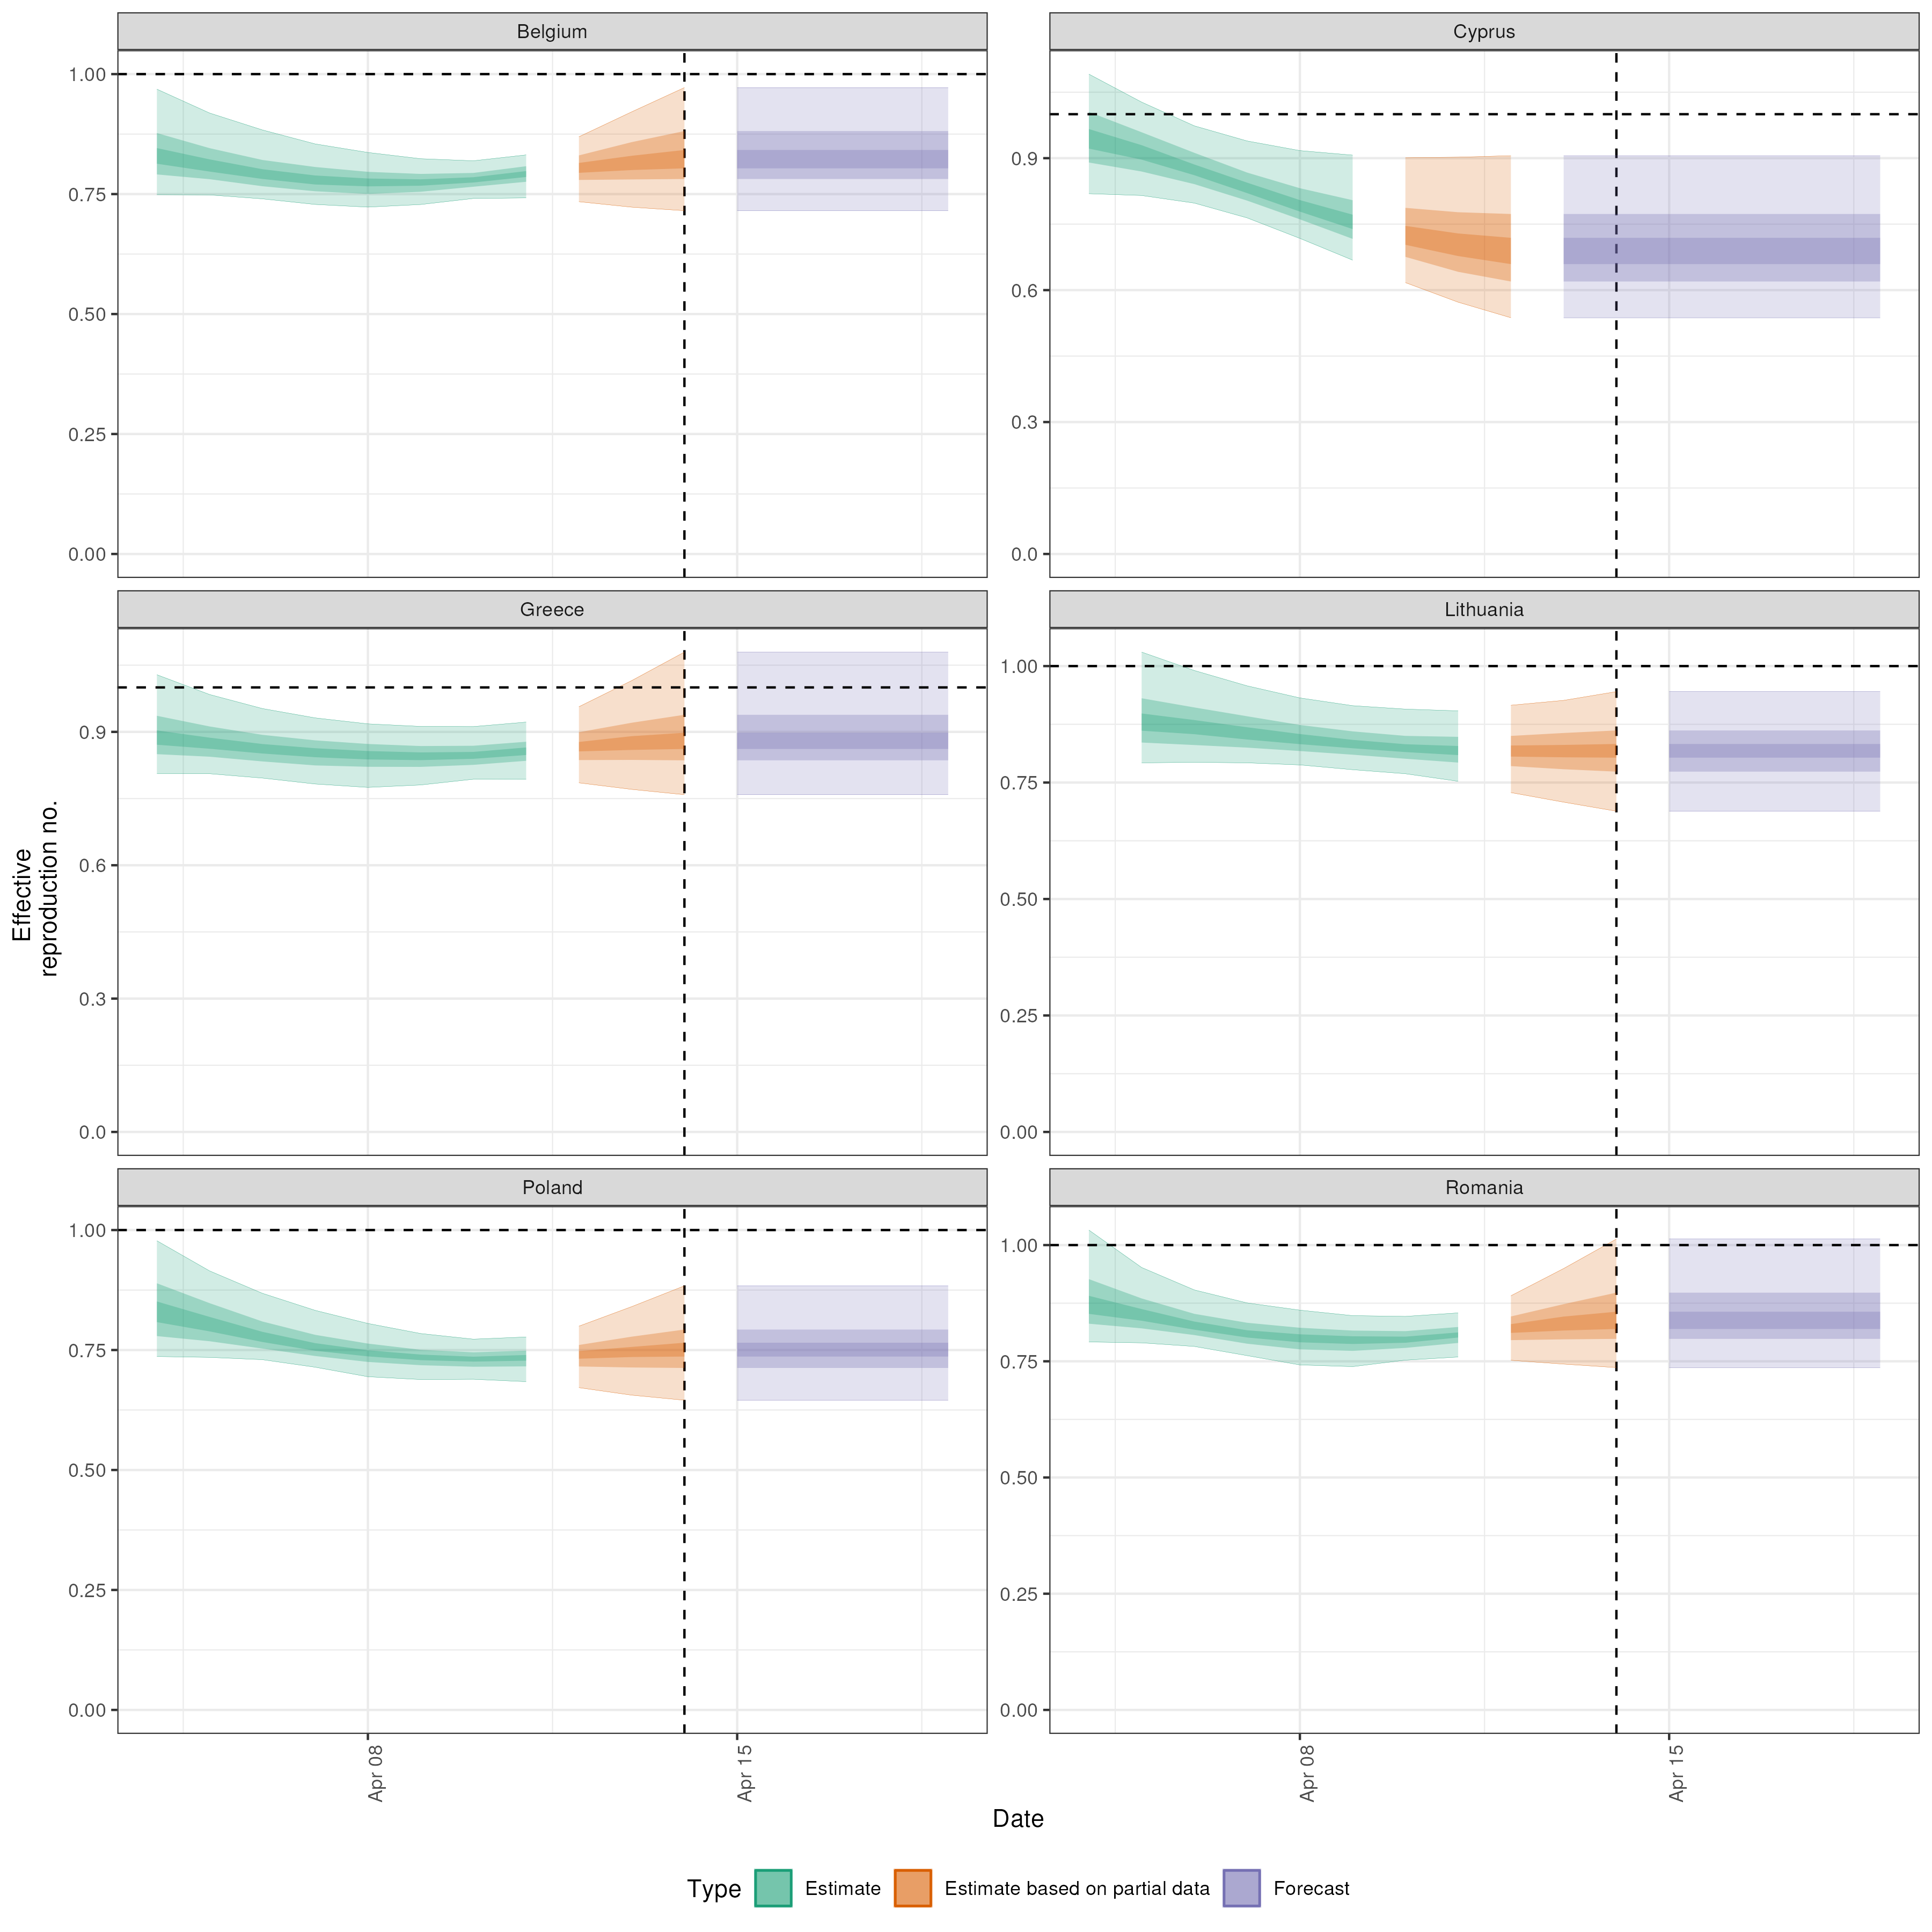 Belgium
Cyprus
1.00
0.75
0.50
0.25
0.00
0.9
0.6
0.3
0.0
Greece
Lithuania
0.9
0.6
0.3
0.0
1.00
0.75
0.50
0.25
0.00
Poland
Romania
1.00
0.75
0.50
0.25
0.00
1.00
0.75
0.50
0.25
0.00
Effective
reproduction no.
Apr 08
Apr 15
Apr 08
Apr 15
Date
Type Estimate Estimate based on partial data Forecast